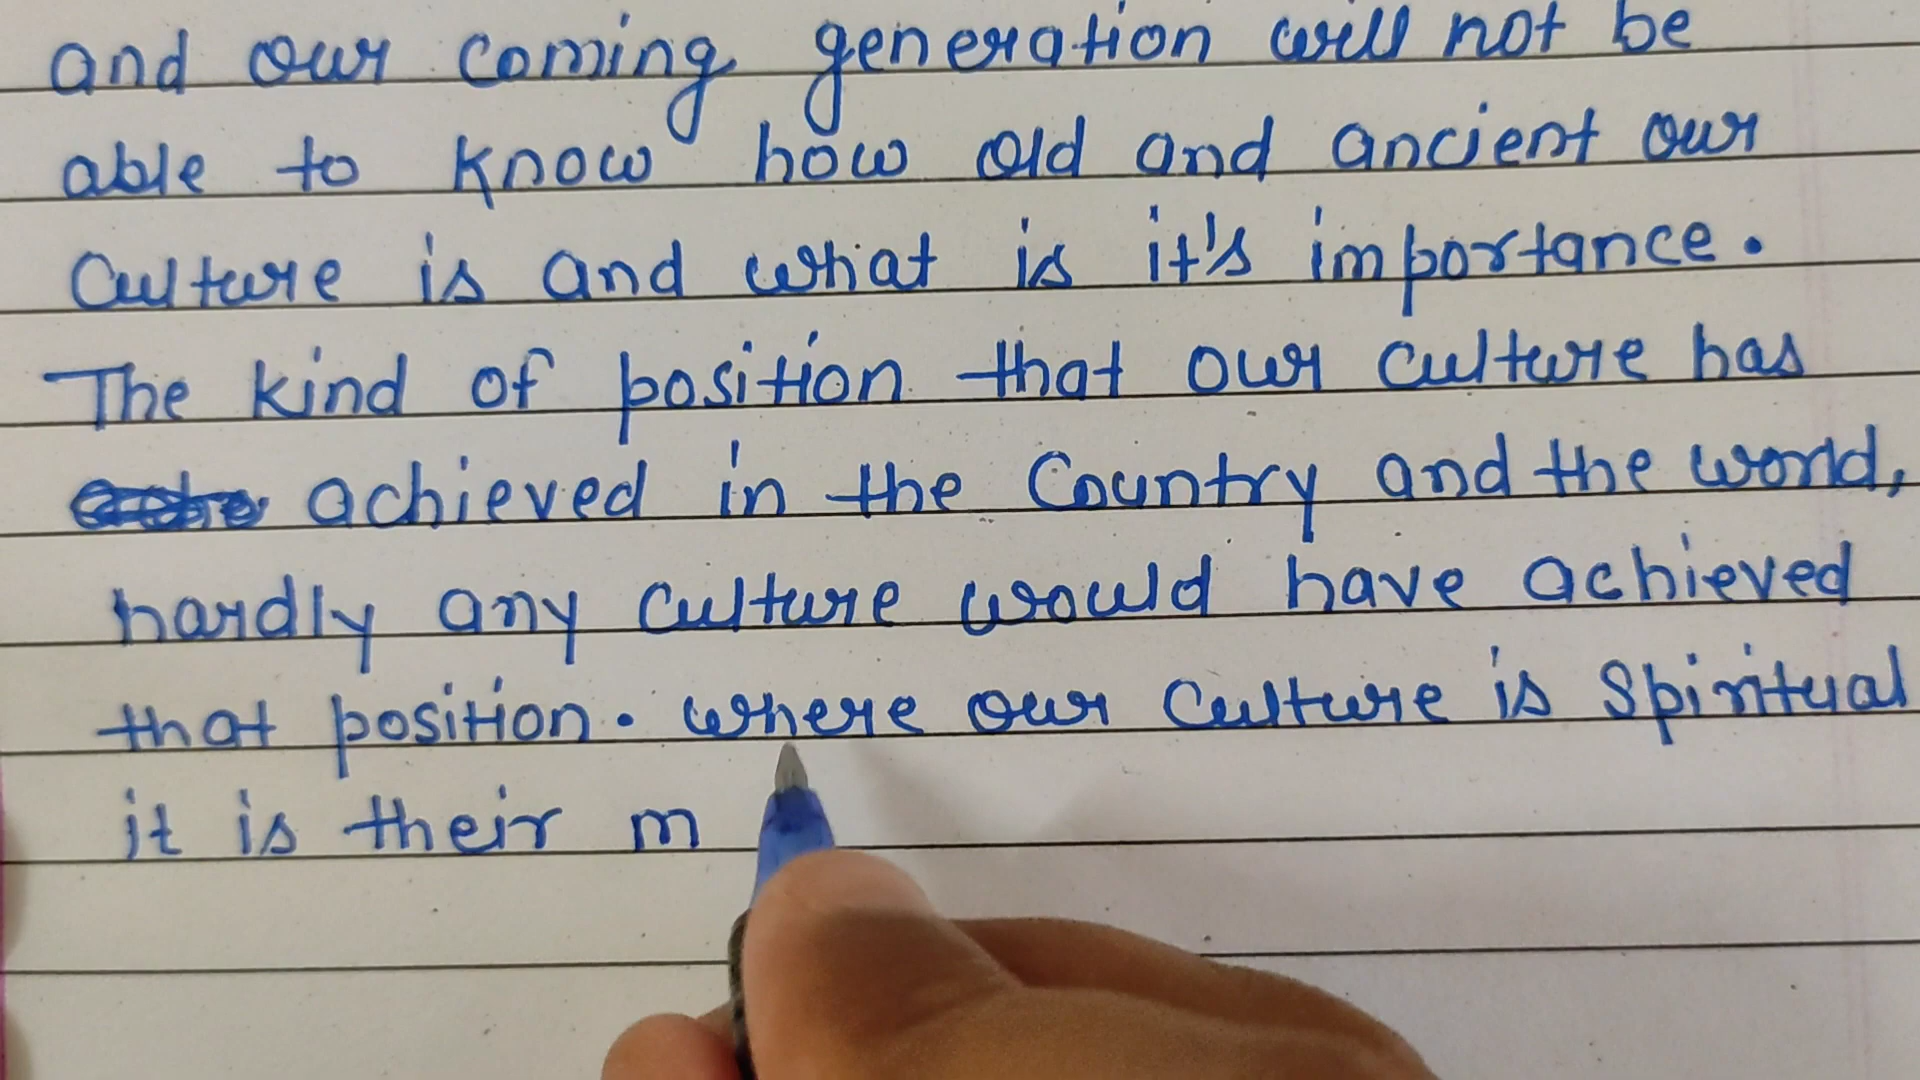 and our coming generation will not be
able to know how old and ancient our
Culture is and what is it's importance.
The kind of position that our culture has
achieved in the Country and the world,
hardly any culture would have achieved
that position. where our Culture is Spiritual
it is their m